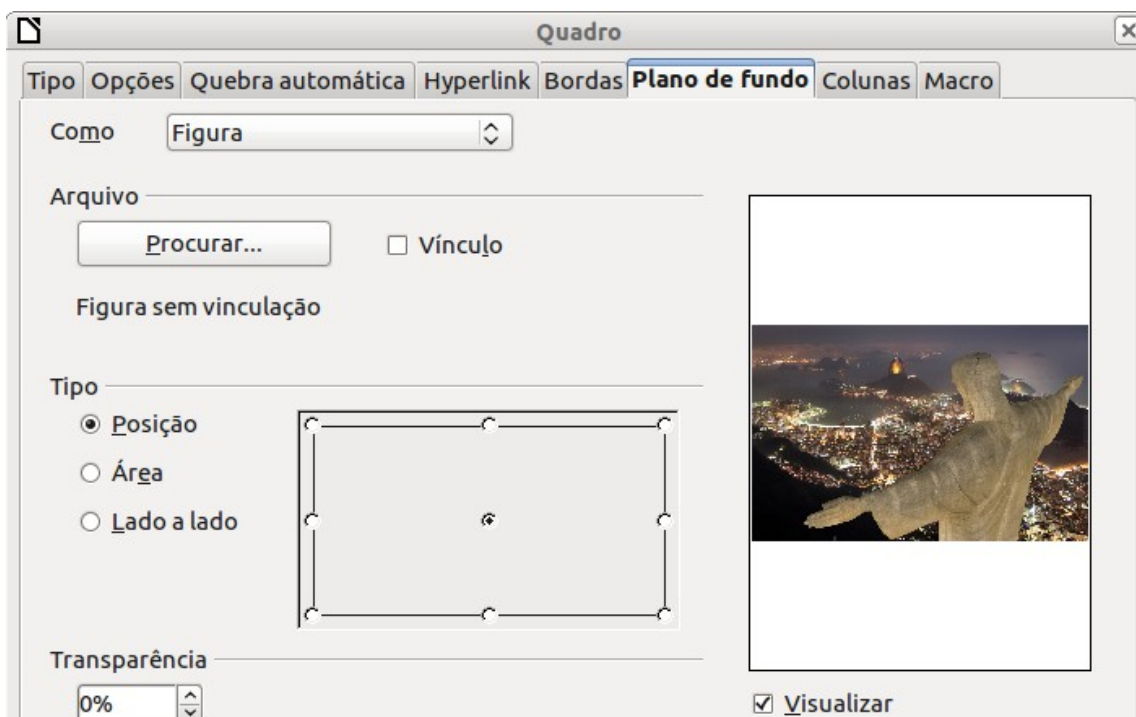 Quadro
Tipo Opções Quebra automática Hyperlink Bordas Plano de fundo Colunas Macro
Como Figura
Arquivo
Procurar... Vínculo
Figura sem vinculação
Tipo
Posição
Área
Lado a lado
Transparência
0%
Visualizar